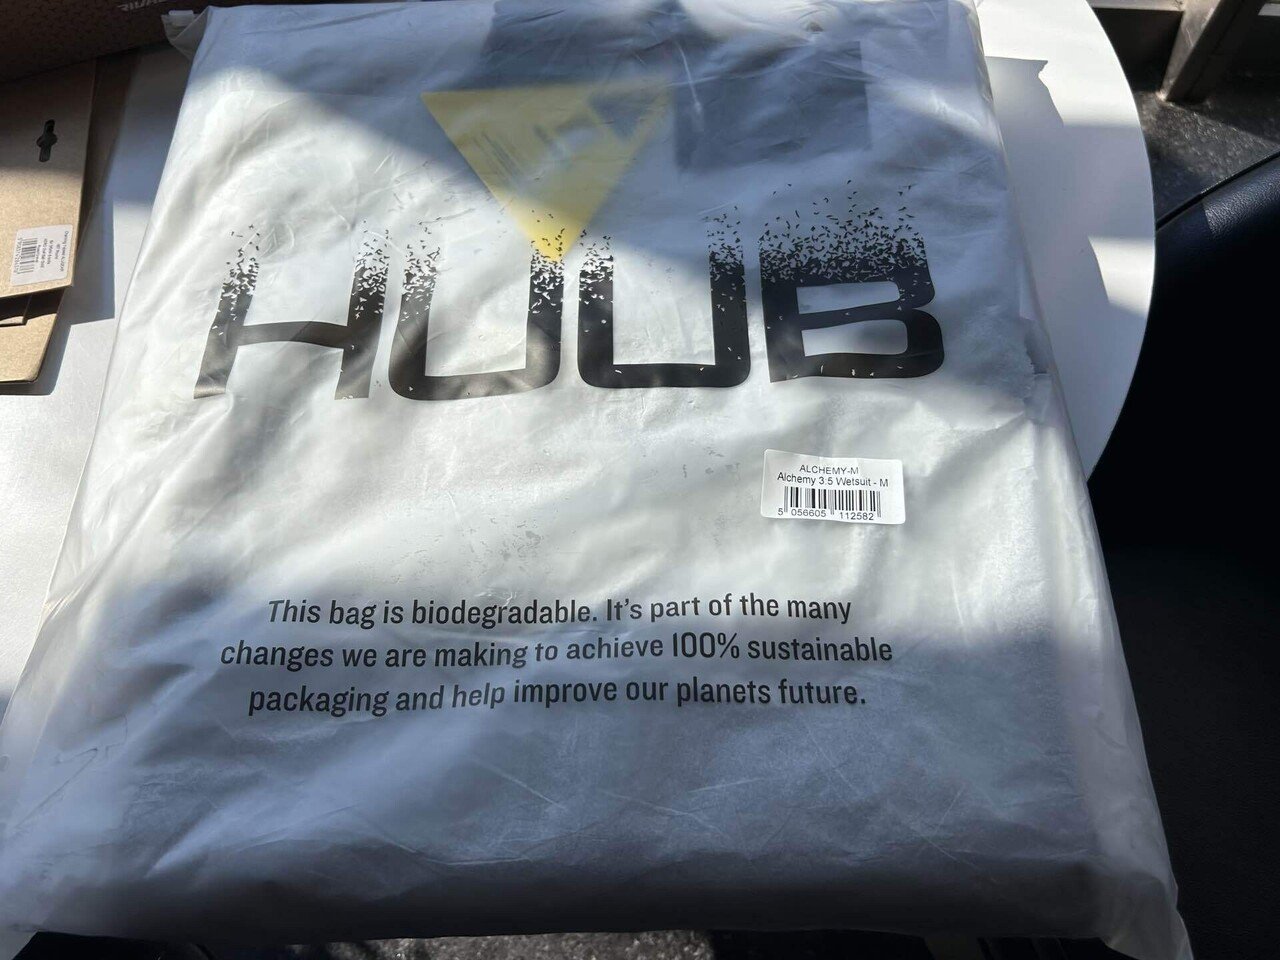 HUUB
ALCHEMY-M
Alchemy 3.5 Wetsuit - M
5 056605 112582
This bag is biodegradable. It's part of the many
changes we are making to achieve 100% sustainable
packaging and help improve our planets future.